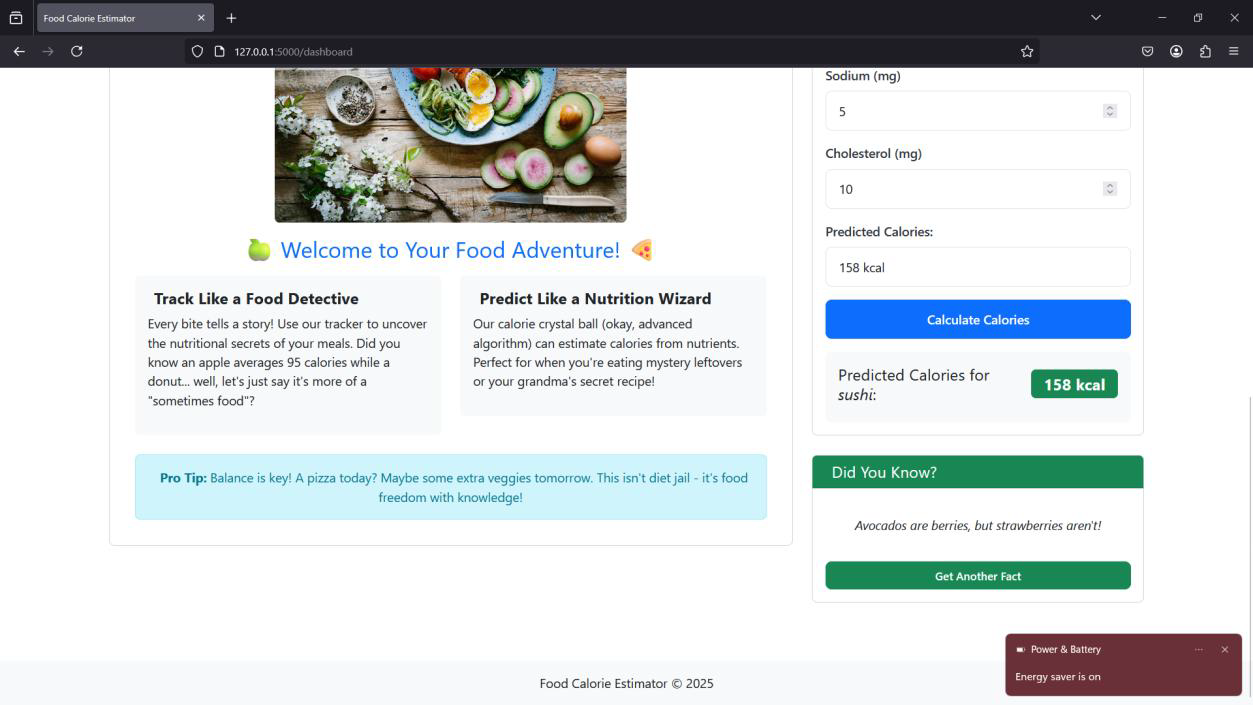 Food Calorie Estimator
127.0.0.1:5000/dashboard
🍏 Welcome to Your Food Adventure! 🍕
Track Like a Food Detective
Every bite tells a story! Use our tracker to uncover
the nutritional secrets of your meals. Did you
know an apple averages 95 calories while a
donut... well, let's just say it's more of a
"sometimes food"?
Predict Like a Nutrition Wizard
Our calorie crystal ball (okay, advanced
algorithm) can estimate calories from nutrients.
Perfect for when you're eating mystery leftovers
or your grandma's secret recipe!
Pro Tip: Balance is key! A pizza today? Maybe some extra veggies tomorrow. This isn't diet jail - it's food
freedom with knowledge!
Sodium (mg)
5
Cholesterol (mg)
10
Predicted Calories:
158 kcal
Calculate Calories
Predicted Calories for
sushi:
158 kcal
Did You Know?
Avocados are berries, but strawberries aren't!
Get Another Fact
Food Calorie Estimator © 2025
Power & Battery
Energy saver is on